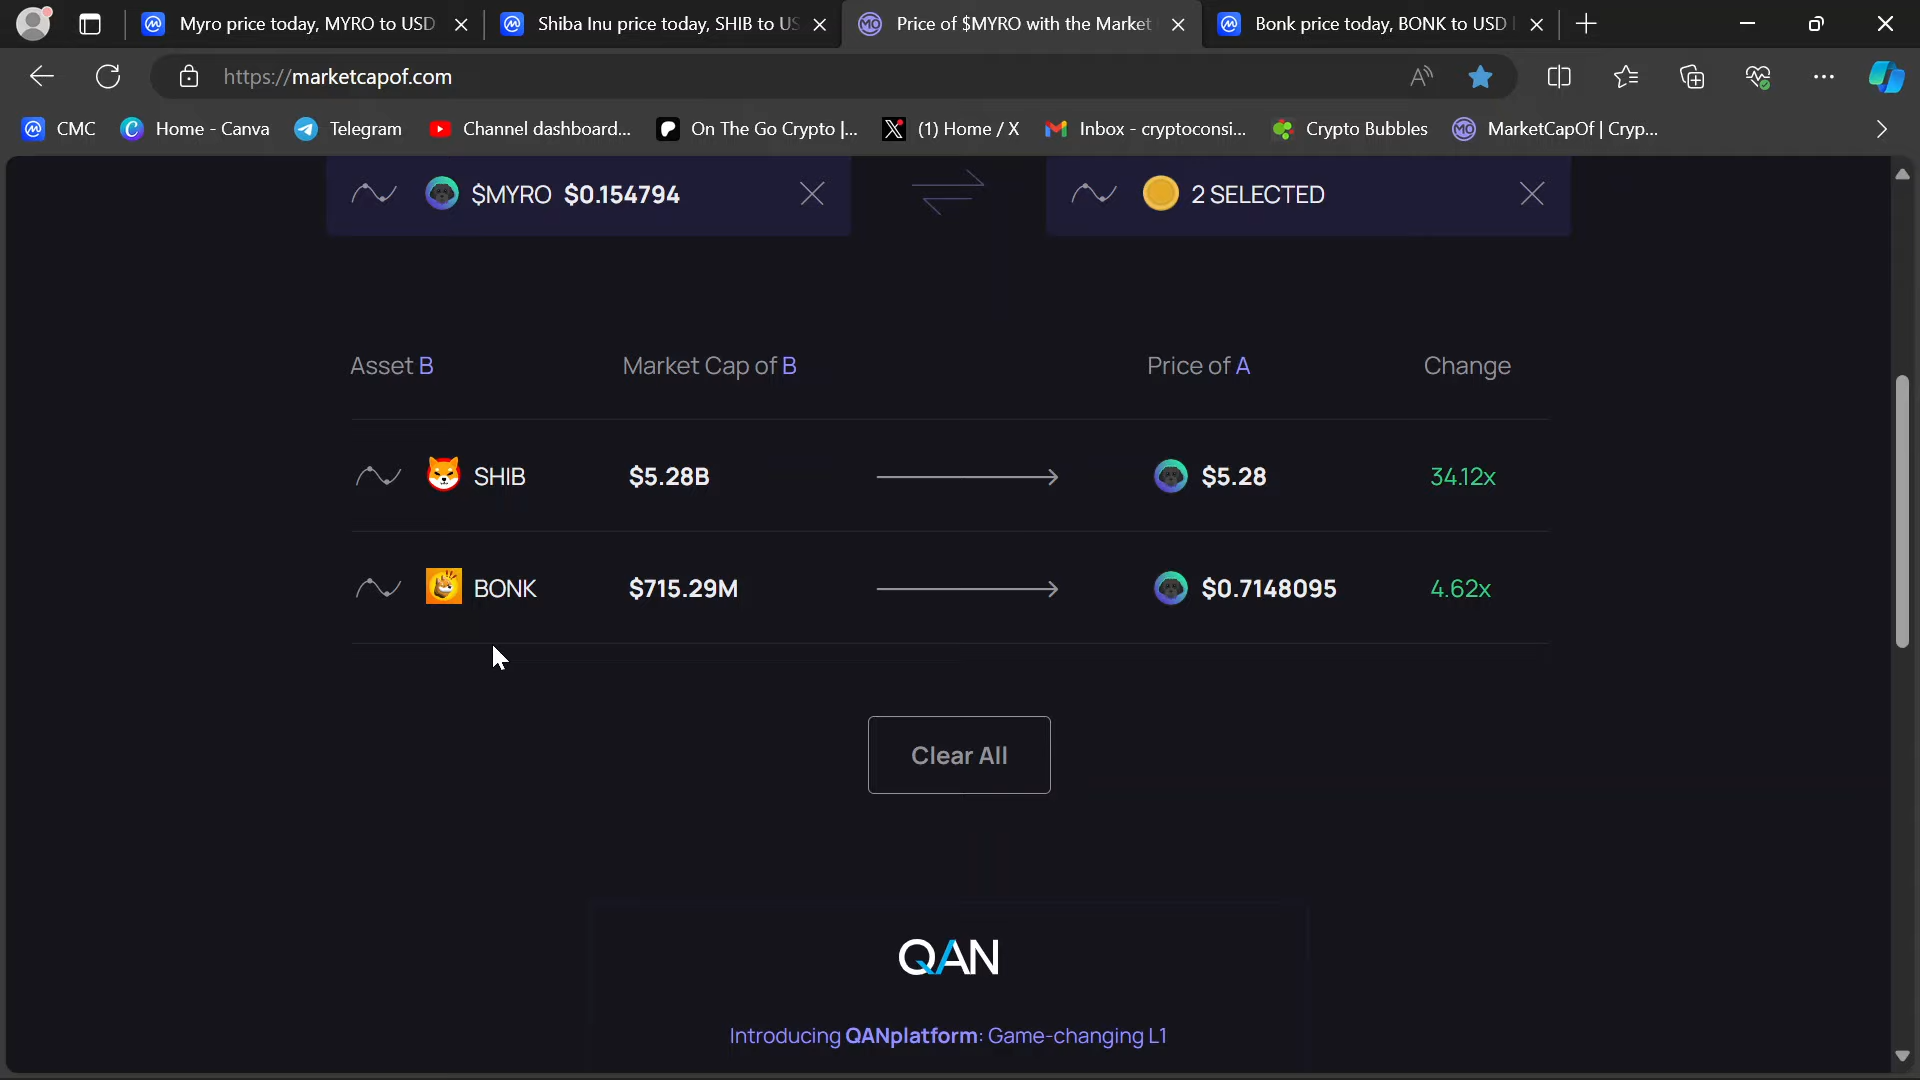 Myro price today, MYRO to USD
Shiba Inu price today, SHIB to US
Price of $MYRO with the Market
Bonk price today, BONK to USD
https://marketcapof.com
CMC
Home - Canva
Telegram
Channel dashboard...
On The Go Crypto |...
(1) Home / X
Inbox - cryptoconsi...
Crypto Bubbles
MarketCapOf | Cryp...
$MYRO $0.154794
2 SELECTED
Asset B Market Cap of B Price of A Change
SHIB $5.28B $5.28 34.12x
BONK $715.29M $0.7148095 4.62x
Clear All
QAN
Introducing QANplatform: Game-changing L1